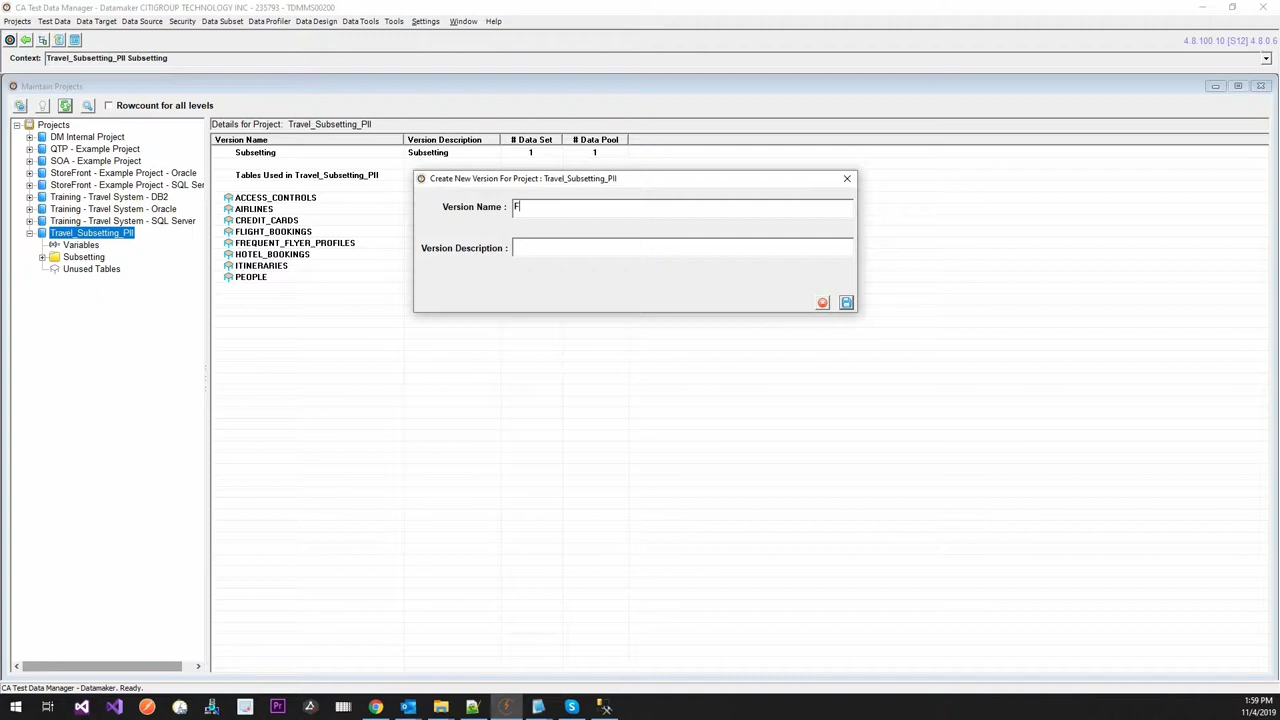 CA Test Data Manager - Datamaker CITIGROUP TECHNOLOGY INC - 235793 - TDMMS00200
Projects Test Data Data Target Data Source Security Data Subset Data Profiler Data Design Data Tools Tools Settings Window Help
4.8.100.10 [S12] 4.8.0.6
Context: Travel_Subsetting_PII Subsetting
Maintain Projects
Rowcount for all levels
Projects
DM Internal Project
QTP - Example Project
SOA - Example Project
StoreFront - Example Project - Oracle
StoreFront - Example Project - SQL Ser
Training - Travel System - DB2
Training - Travel System - Oracle
Training - Travel System - SQL Server
Travel_Subsetting_PII
Variables
Subsetting
Unused Tables
Details for Project: Travel_Subsetting_PII
Version Name Version Description # Data Set # Data Pool
Subsetting Subsetting 1 1
Tables Used in Travel_Subsetting_PII
ACCESS_CONTROLS
AIRLINES
CREDIT_CARDS
FLIGHT_BOOKINGS
FREQUENT_FLYER_PROFILES
HOTEL_BOOKINGS
ITINERARIES
PEOPLE
Create New Version For Project : Travel_Subsetting_PII
Version Name : F
Version Description :
CA Test Data Manager - Datamaker. Ready.
Pr
1:59 PM
11/4/2019